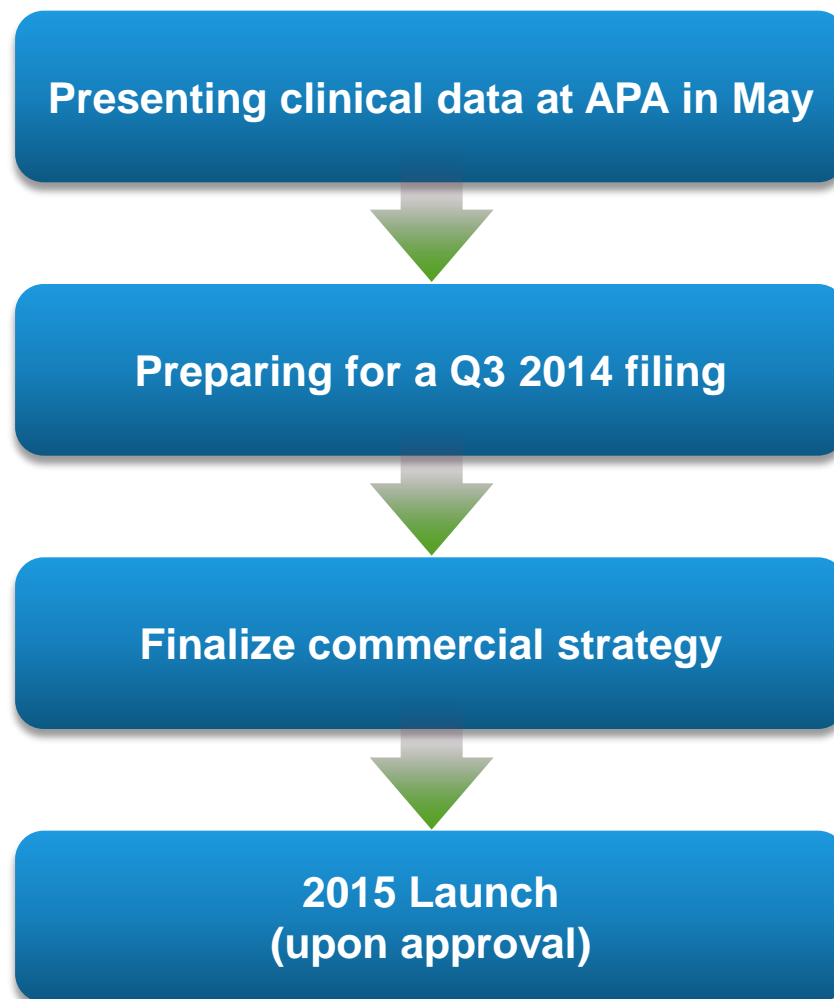 Presenting clinical data at APA in May
Preparing for a Q3 2014 filing
Finalize commercial strategy
2015 Launch
(upon approval)